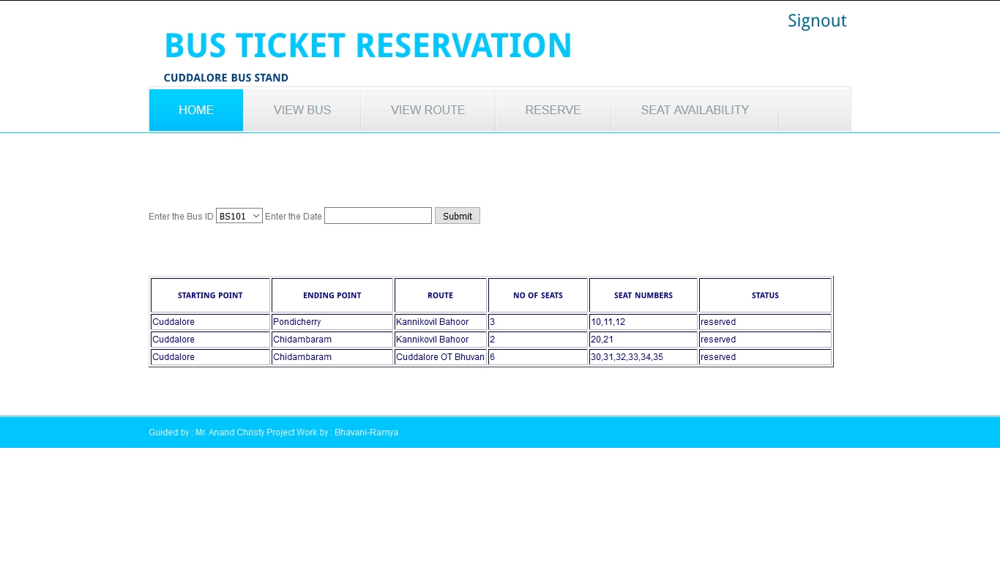 Signout
BUS TICKET RESERVATION
CUDDALORE BUS STAND
HOME VIEW BUS VIEW ROUTE RESERVE SEAT AVAILABILITY
Enter the Bus ID BS101 Enter the Date Submit
STARTING POINT ENDING POINT ROUTE NO OF SEATS SEAT NUMBERS STATUS
Cuddalore Pondicherry Kannikovil Bahoor 3 10,11,12 reserved
Cuddalore Chidambaram Kannikovil Bahoor 2 20,21 reserved
Cuddalore Chidambaram Cuddalore OT Bhuvan 6 30,31,32,33,34,35 reserved
Guided by : Mr. Anand Christy Project Work by : Bhavani-Ramya